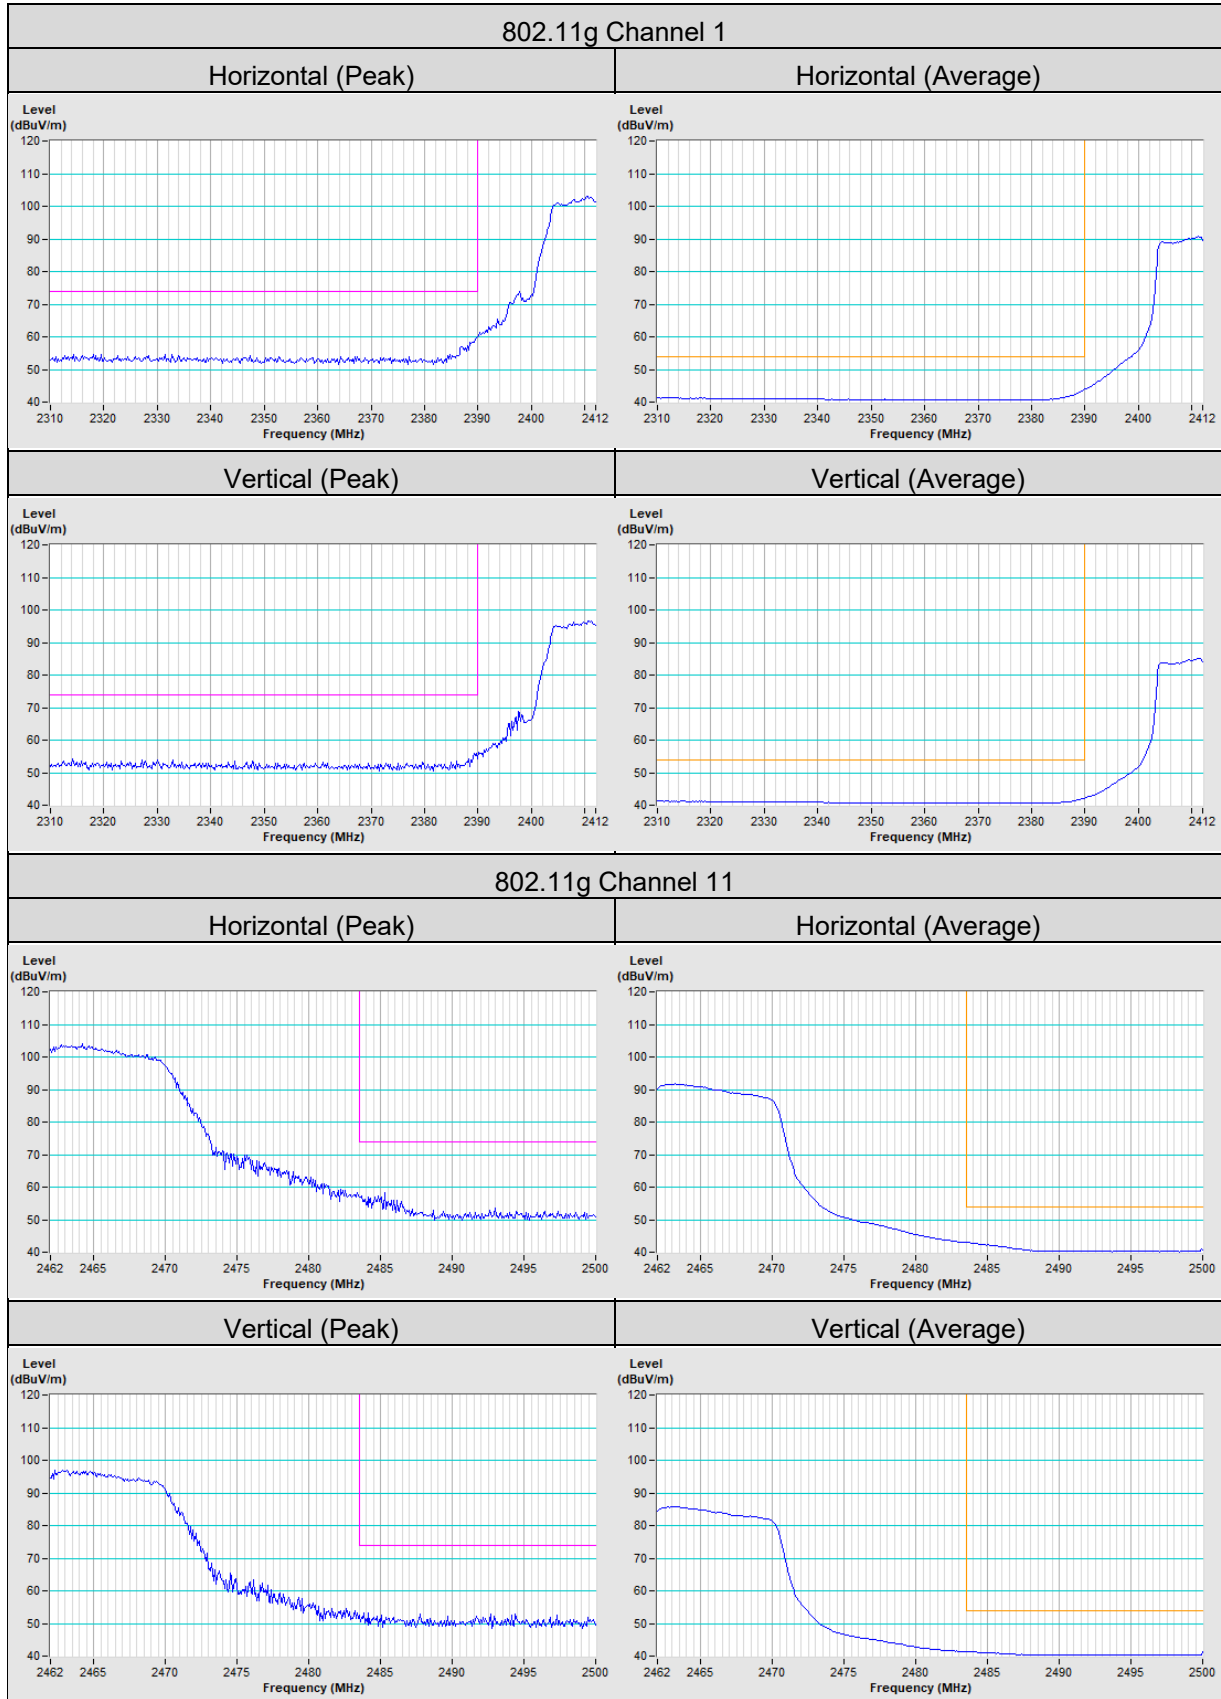 802.11g Channel 1
Horizontal (Peak)
Horizontal (Average)
Level
(dBuV/m)
120
110
100
90
80
70
60
50
40
2310 2320 2330 2340 2350 2360 2370 2380 2390 2400 2412
Frequency (MHz)
Level
(dBuV/m)
120
110
100
90
80
70
60
50
40
2310 2320 2330 2340 2350 2360 2370 2380 2390 2400 2412
Frequency (MHz)
Vertical (Peak)
Vertical (Average)
Level
(dBuV/m)
120
110
100
90
80
70
60
50
40
2310 2320 2330 2340 2350 2360 2370 2380 2390 2400 2412
Frequency (MHz)
Level
(dBuV/m)
120
110
100
90
80
70
60
50
40
2310 2320 2330 2340 2350 2360 2370 2380 2390 2400 2412
Frequency (MHz)
802.11g Channel 11
Horizontal (Peak)
Horizontal (Average)
Level
(dBuV/m)
120
110
100
90
80
70
60
50
40
2462 2465 2470 2475 2480 2485 2490 2495 2500
Frequency (MHz)
Level
(dBuV/m)
120
110
100
90
80
70
60
50
40
2462 2465 2470 2475 2480 2485 2490 2495 2500
Frequency (MHz)
Vertical (Peak)
Vertical (Average)
Level
(dBuV/m)
120
110
100
90
80
70
60
50
40
2462 2465 2470 2475 2480 2485 2490 2495 2500
Frequency (MHz)
Level
(dBuV/m)
120
110
100
90
80
70
60
50
40
2462 2465 2470 2475 2480 2485 2490 2495 2500
Frequency (MHz)